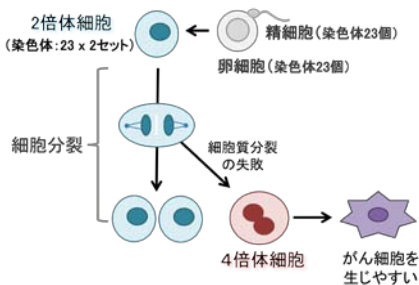 2倍体細胞
(染色体:23 x 2セット)
精細胞(染色体23個)
卵細胞(染色体23個)
細胞分裂
細胞質分裂
の失敗
4倍体細胞
がん細胞を
生じやすい